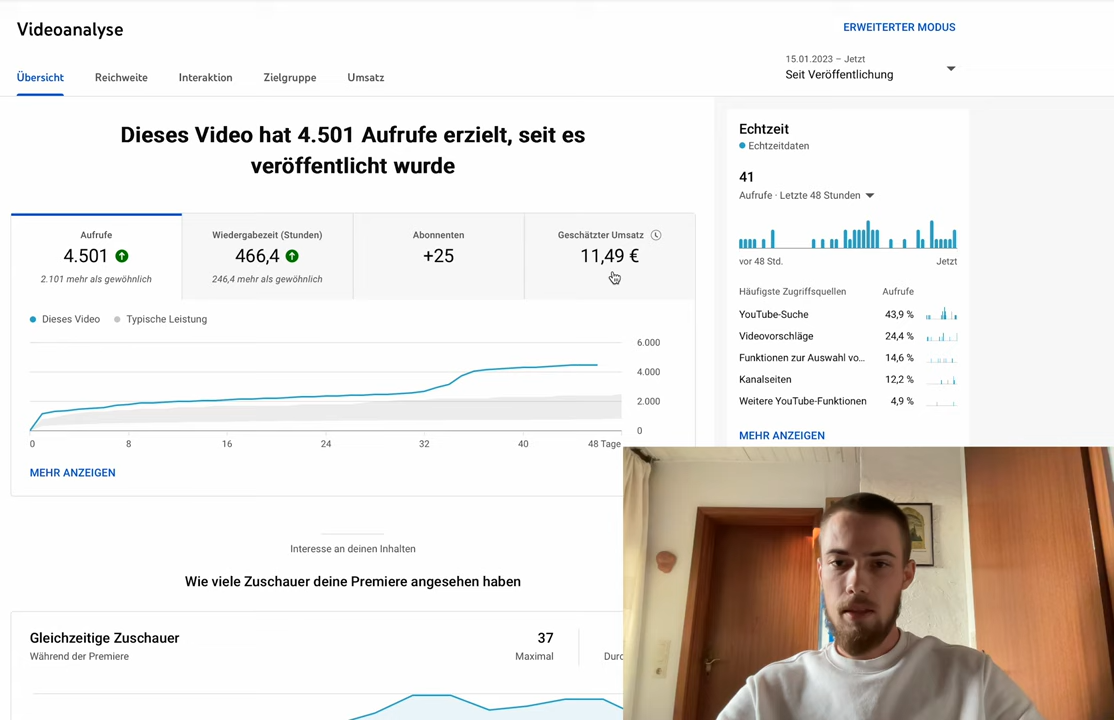 Videoanalyse
ERWEITERTER MODUS
15.01.2023 – Jetzt
Seit Veröffentlichung
Übersicht
Reichweite
Interaktion
Zielgruppe
Umsatz
Dieses Video hat 4.501 Aufrufe erzielt, seit es
veröffentlicht wurde
Aufrufe
4.501
2.101 mehr als gewöhnlich
Wiedergabezeit (Stunden)
466,4
246,4 mehr als gewöhnlich
Abonnenten
+25
Geschätzter Umsatz
11,49 €
Dieses Video
Typische Leistung
6.000
4.000
2.000
0
0
8
16
24
32
40
48 Tage
MEHR ANZEIGEN
Interesse an deinen Inhalten
Wie viele Zuschauer deine Premiere angesehen haben
Gleichzeitige Zuschauer
Während der Premiere
37
Maximal
Echtzeit
Echtzeitdaten
41
Aufrufe · Letzte 48 Stunden
vor 48 Std.
Jetzt
Häufigste Zugriffsquellen
Aufrufe
YouTube-Suche
43,9 %
Videovorschläge
24,4 %
Funktionen zur Auswahl vo...
14,6 %
Kanalseiten
12,2 %
Weitere YouTube-Funktionen
4,9 %
MEHR ANZEIGEN